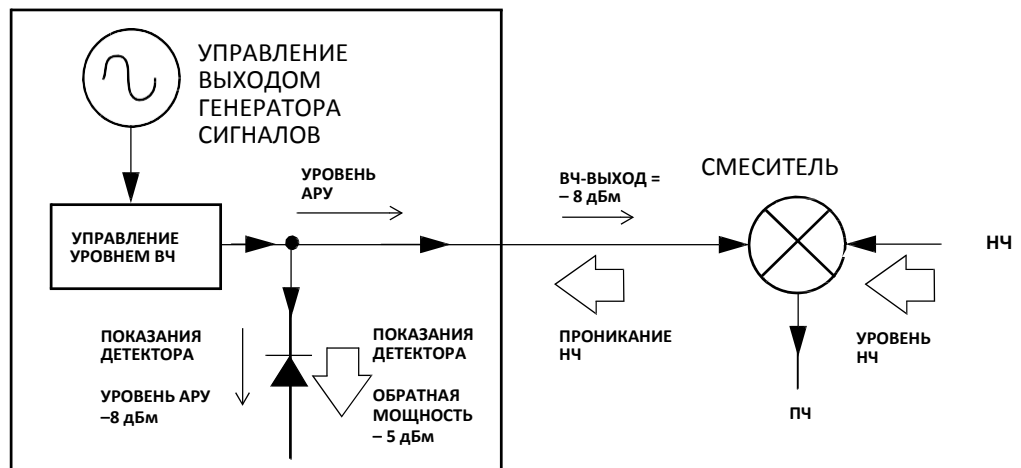 УПРАВЛЕНИЕ
ВЫХОДОМ
ГЕНЕРАТОРА
СИГНАЛОВ
УПРАВЛЕНИЕ
УРОВНЕМ ВЧ
УРОВЕНЬ
АРУ
ПОКАЗАНИЯ
ДЕТЕКТОРА
УРОВЕНЬ АРУ
–8 дБм
ПОКАЗАНИЯ
ДЕТЕКТОРА
ОБРАТНАЯ
МОЩНОСТЬ
– 5 дБм
ВЧ-ВЫХОД =
– 8 дБм
СМЕСИТЕЛЬ
ПРОНИКАНИЕ
НЧ
НЧ
УРОВЕНЬ
НЧ
ПЧ